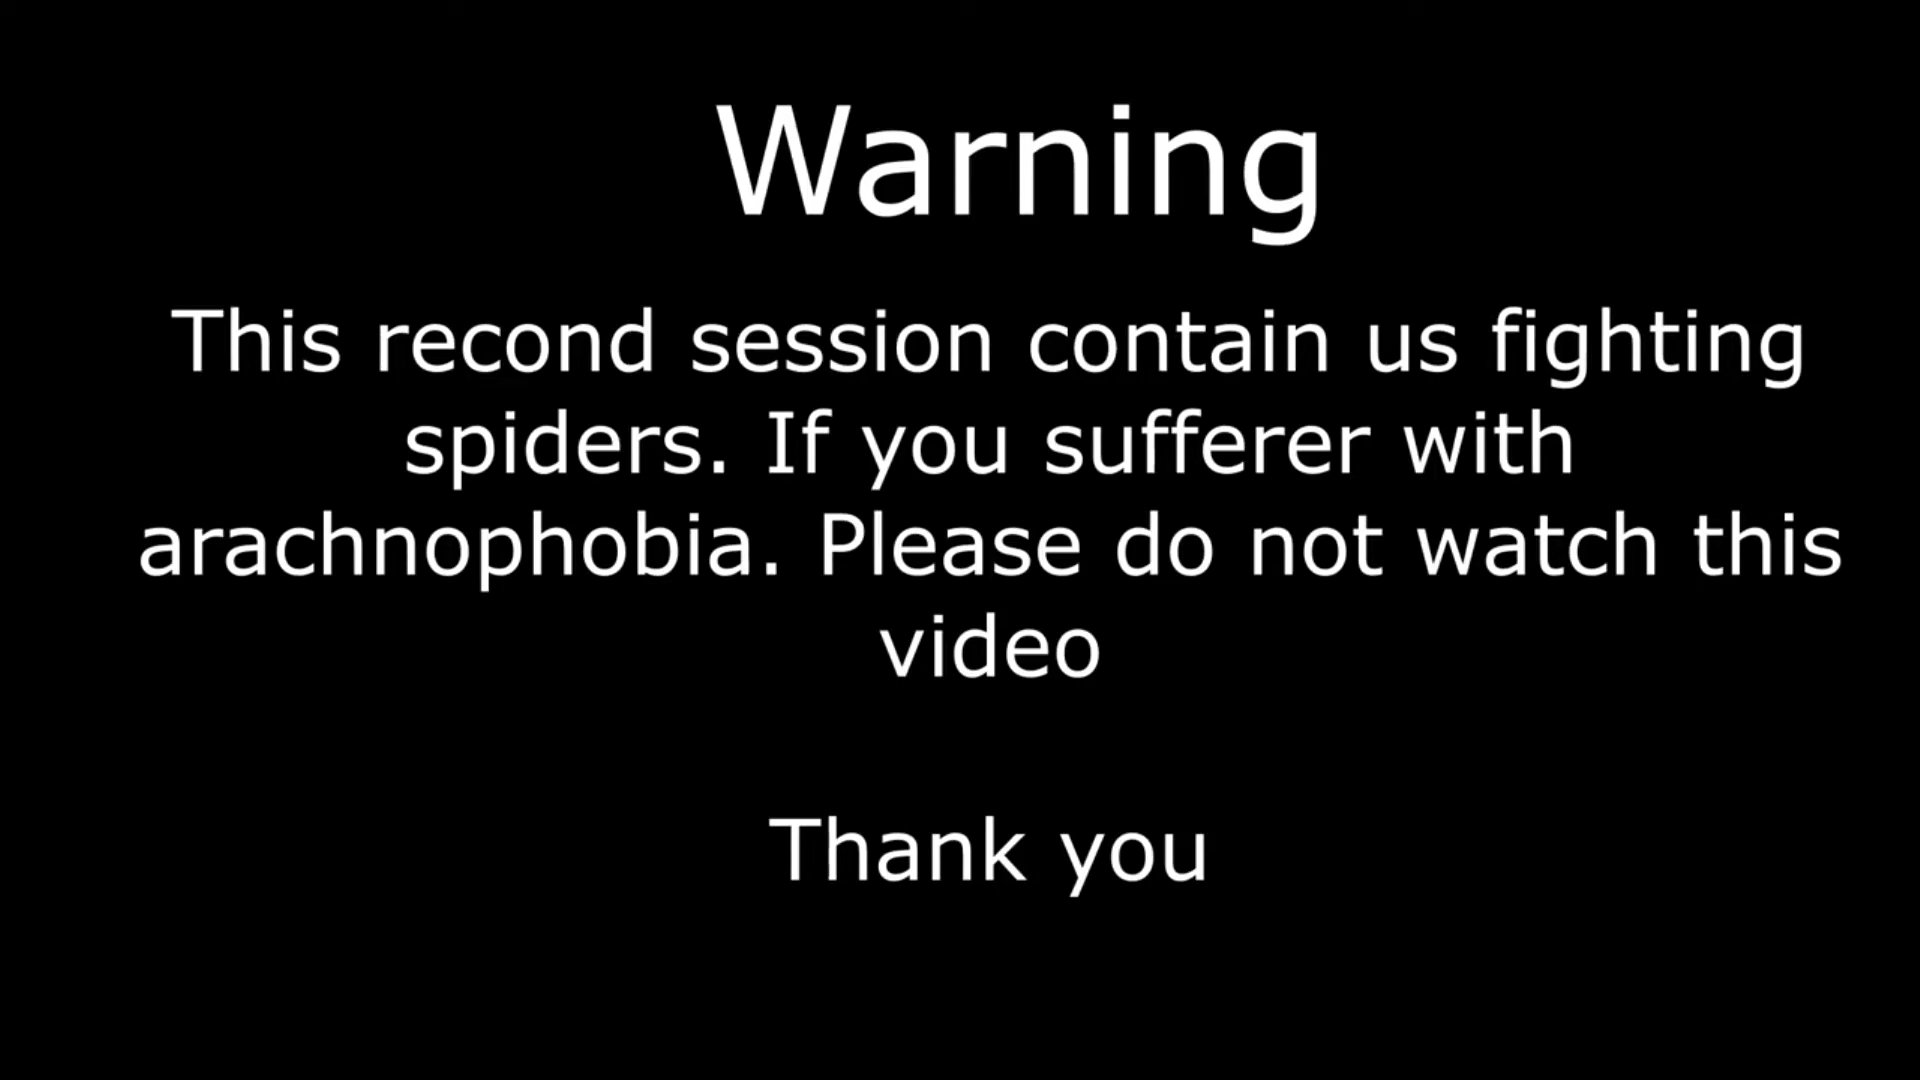 Warning
This recond session contain us fighting
spiders. If you sufferer with
arachnophobia. Please do not watch this
video
Thank you